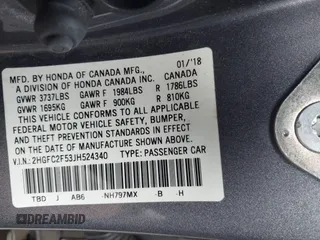 MFD. BY HONDA OF CANADA MFG., 01/'18
A DIVISION OF HONDA CANADA INC. CANADA
GVWR 3737LBS GAWR F 1984LBS R 1786LBS
GVWR 1695KG GAWR F 900KG R 810KG
THIS VEHICLE CONFORMS TO ALL APPLICABLE
FEDERAL MOTOR VEHICLE SAFETY, BUMPER,
AND THEFT PREVENTION STANDARDS IN EFFECT
ON THE DATE OF MANUFACTURE SHOWN ABOVE.
V.I.N: 2HGFC2F53JH524340 TYPE: PASSENGER CAR
TBD J AB6 NH797MX -B -H
© DREAMBID